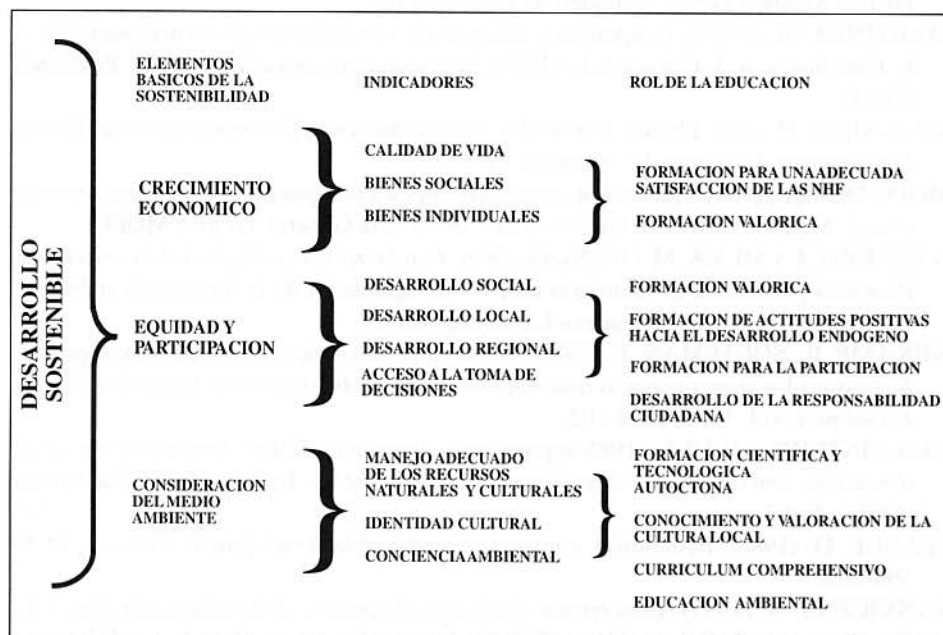 DESARROLLO
SOSTENIBLE
ELEMENTOS
BASICOS DE LA
SOSTENIBILIDAD
INDICADORES
ROL DE LA EDUCACION
CRECIMIENTO
ECONOMICO
CALIDAD DE VIDA
BIENES SOCIALES
BIENES INDIVIDUALES
FORMACION PARA UNA ADECUADA
SATISFACCION DE LAS NHF
FORMACION VALORICA
EQUIDAD Y
PARTICIPACION
DESARROLLO SOCIAL
DESARROLLO LOCAL
DESARROLLO REGIONAL
ACCESO A LA TOMA DE
DECISIONES
FORMACION VALORICA
FORMACION DE ACTITUDES POSITIVAS
HACIA EL DESARROLLO ENDOGENO
FORMACION PARA LA PARTICIPACION
DESARROLLO DE LA RESPONSABILIDAD
CIUDADANA
CONSIDERACION
DEL MEDIO
AMBIENTE
MANEJO ADECUADO
DE LOS RECURSOS
NATURALES Y CULTURALES
IDENTIDAD CULTURAL
CONCIENCIA AMBIENTAL
FORMACION CIENTIFICA Y
TECNOLOGICA
AUTOCTONA
CONOCIMIENTO Y VALORACION DE LA
CULTURA LOCAL
CURRICULUM COMPREHENSIVO
EDUCACION AMBIENTAL